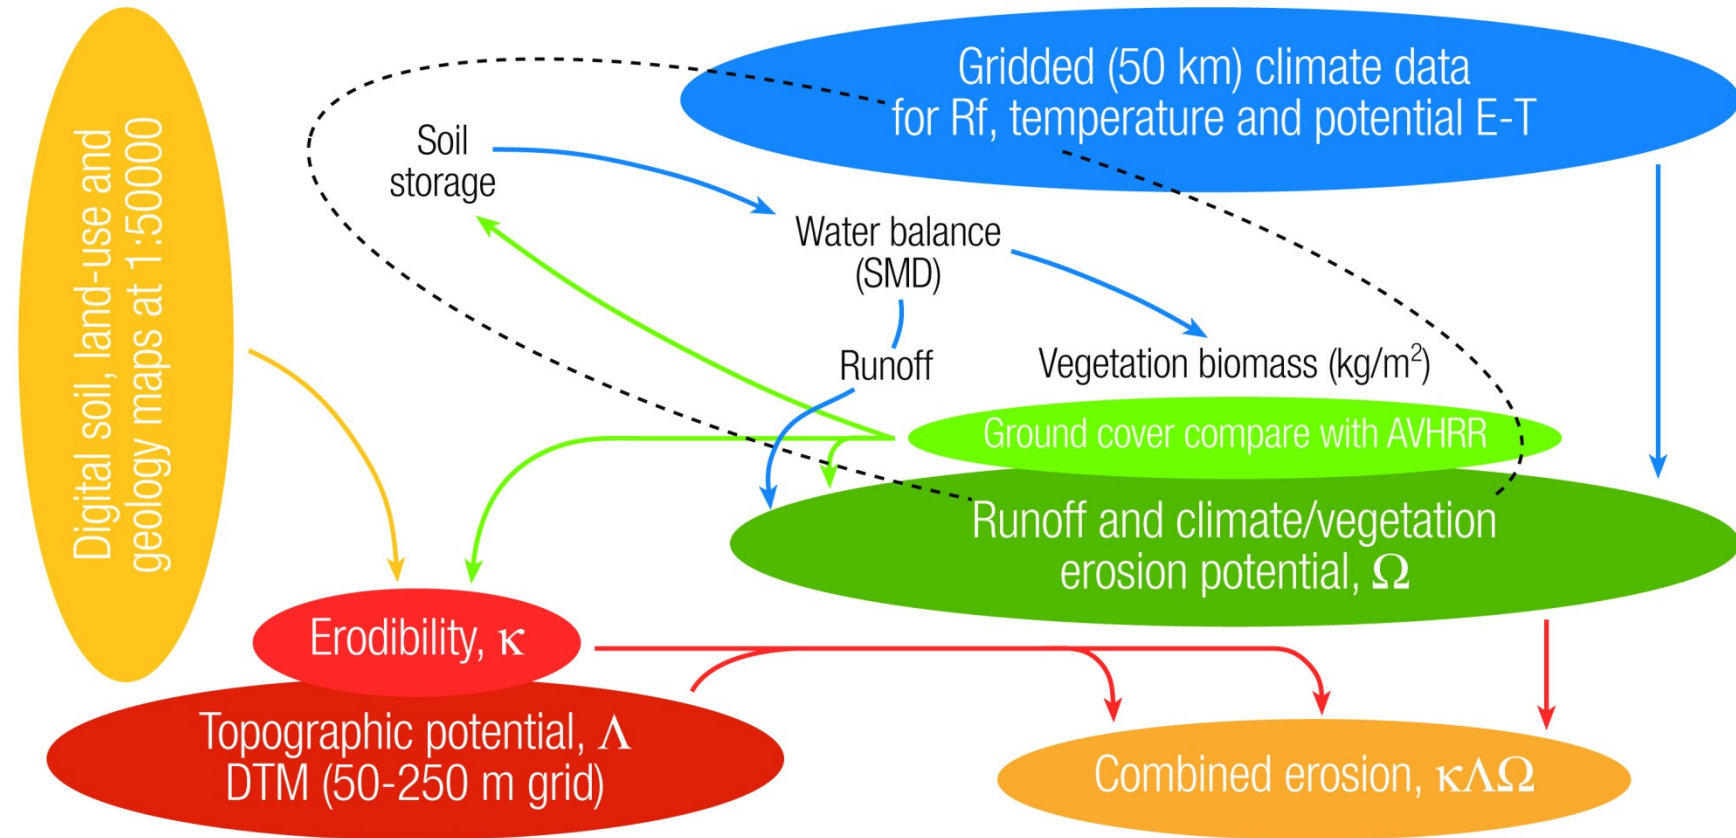 Digital soil, land-use and
geology maps at 1:500000
Gridded (50 km) climate data
for Rf, temperature and potential E-T
Soil
storage
Water balance
(SMD)
Runoff
Vegetation biomass (kg/m²)
Ground cover compare with AVHRR
Runoff and climate/vegetation
erosion potential, Ω
Erodibility, κ
Topographic potential, Λ
DTM (50-250 m grid)
Combined erosion, κΛΩ